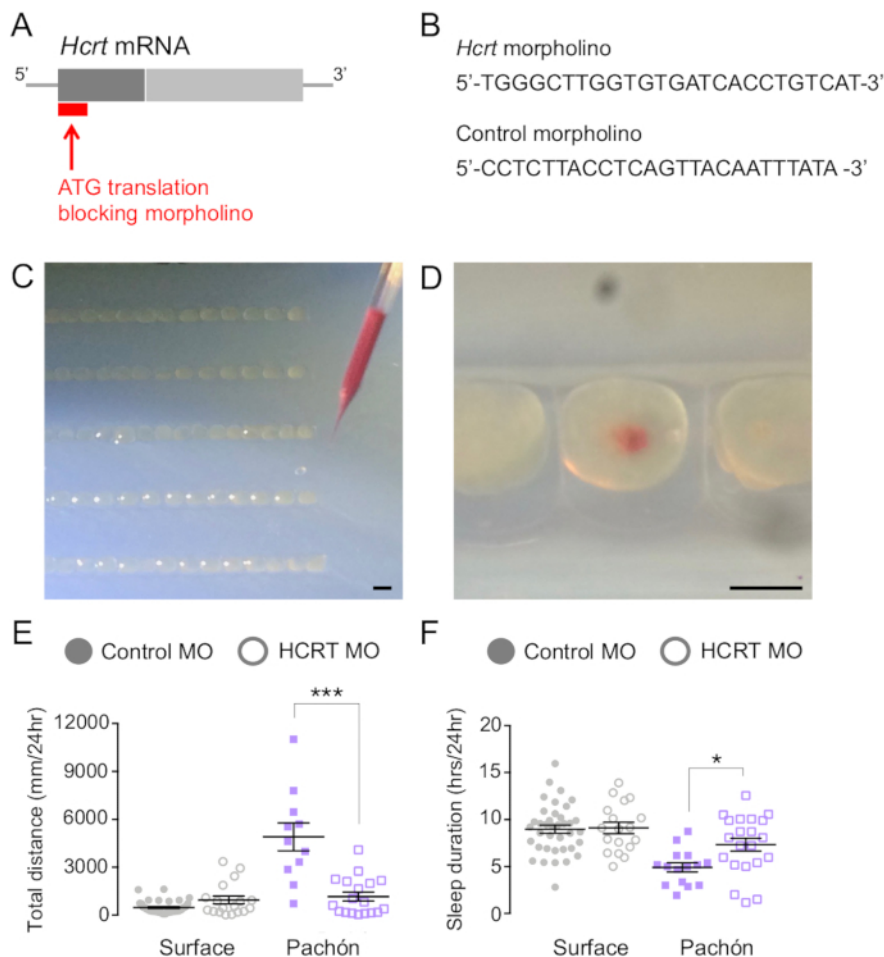 A
Hcrt mRNA
5’
3’
ATG translation
blocking morpholino
B
Hcrt morpholino
5’-TGGGCTTGGTGTGATCACCTGTCAT-3’
Control morpholino
5’-CCTCTTACCTCAGTTACAATTTATA -3’
C
D
E
Control MO
HCRT MO
***
Total distance (mm/24hr)
12000
9000
6000
3000
0
Surface
Pachón
F
Control MO
HCRT MO
*
Sleep duration (hrs/24hr)
20
15
10
5
0
Surface
Pachón